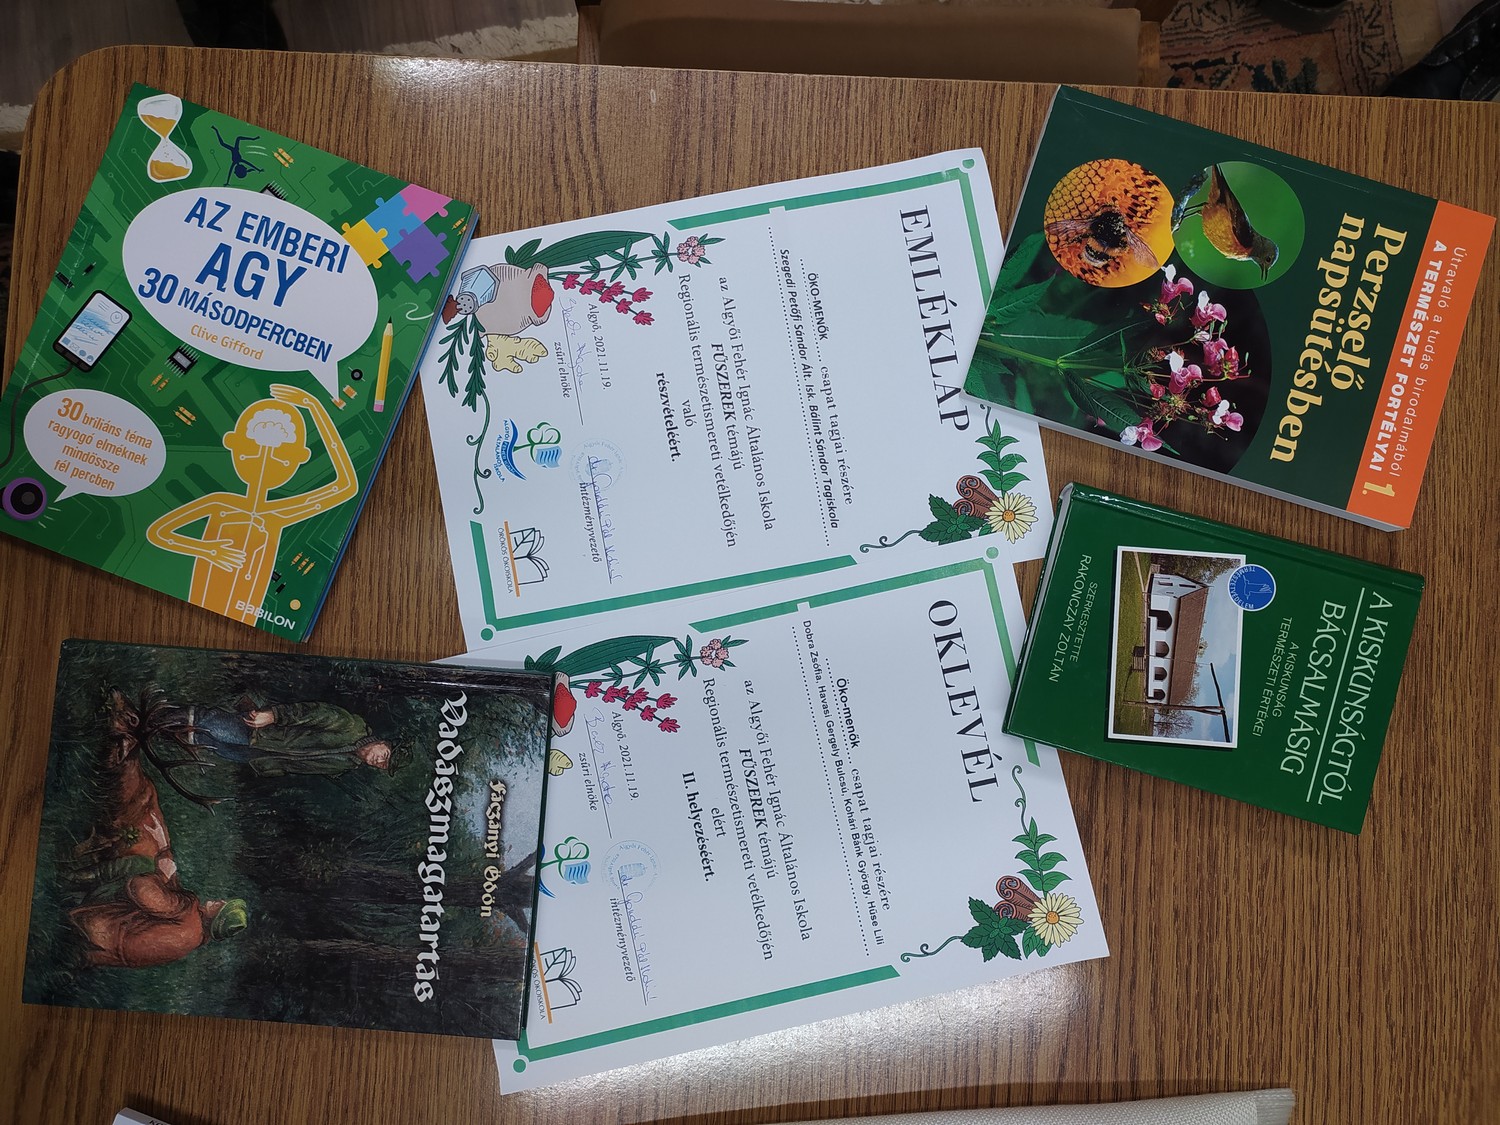 AZ EMBERI
AGY
30 MÁSODPERCBEN
Clive Gifford
30 briliáns téma
ragyogó elméknek
mindössze
fél percben
BABILON
EMLÉKLAP
ÖKO-MENŐK csapat tagjai részére
Szegedi Petőfi Sándor Ált. Isk. Bálint Sándor Tagiskola
az Algyői Fehér Ignác Általános Iskola
FŰSZEREK témájú
Regionális természetismereti vetélkedőjén
való
részvételéért.
Algyő, 2021.11.19.
zsűri elnöke
intézményvezető
ÖRÖKÖS ÖKOISKOLA
OKLEVÉL
Öko-menők csapat tagjai részére
Dobra Zsófia, Havasi Gergely Bulcsú, Kohári Bánk György, Hüse Lili
az Algyői Fehér Ignác Általános Iskola
FŰSZEREK témájú
Regionális természetismereti vetélkedőjén
elért
II. helyezéséért.
Algyő, 2021.11.19.
zsűri elnöke
intézményvezető
Útravaló a tudás birodalmából
A TERMÉSZET FORTÉLYAI 1.
Perzselő
napsütésben
A KISKUNSÁGTÓL
BÁCSALMÁSIG
A KISKUNSÁG
TERMÉSZETI ÉRTÉKEI
TERMÉSZETVÉDELEM
SZERKESZTETTE
RAKONCZAY ZOLTÁN
Fáczányi Ödön
Vadászmagatartás